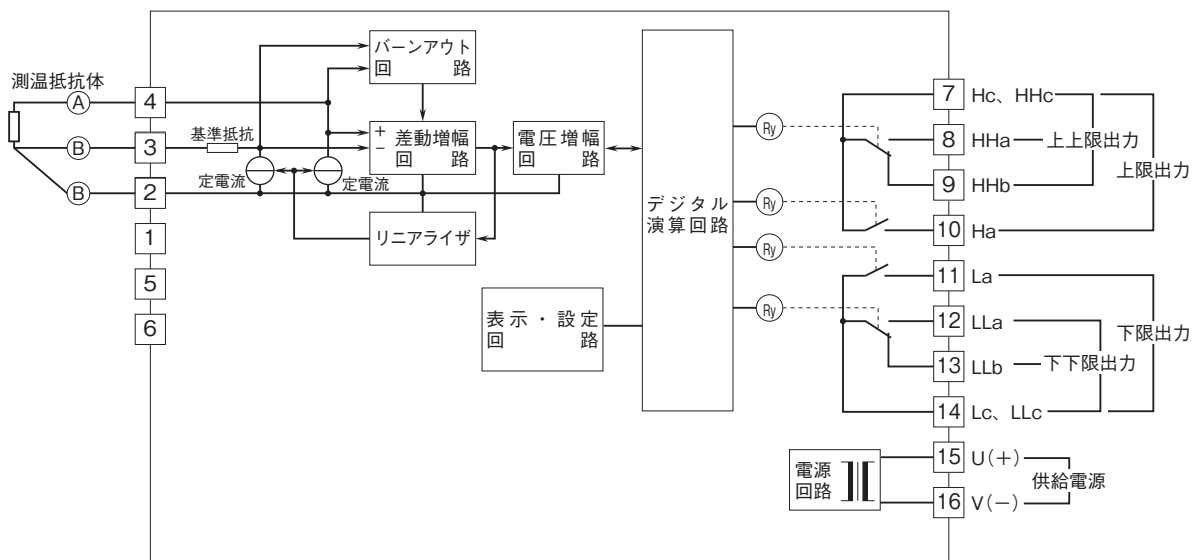 測温抵抗体
A
B
B
4
3
2
1
5
6
基準抵抗
定電流
定電流
バーンアウト
回路
+
-
差動増幅
回路
電圧増幅
回路
リニアライザ
表示・設定
回路
デジタル
演算回路
Ry
Ry
Ry
Ry
7 Hc、HHc
8 HHa
上上限出力
9 HHb
上限出力
10 Ha
11 La
12 LLa
下限出力
13 LLb
下下限出力
14 Lc、LLc
電源
回路
15 U(+)
供給電源
16 V(-)